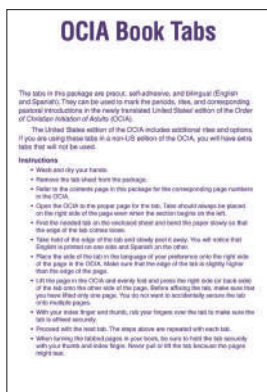 OCIA Book Tabs
The tabs in this package are precut, self-adhesive, and bilingual (English
and Spanish). They can be used to mark the periods, rites, and corresponding
pastoral introductions in the newly translated United States' edition of the Order
of Christian Initiation of Adults (OCIA).
The United States edition of the OCIA includes additional rites and options.
If you are using these tabs in a non-US edition of the OCIA, you will have extra
tabs that will not be used.
Instructions
• Wash and dry your hands.
• Remove the tab sheet from the package.
• Refer to the contents page in this package for the corresponding page numbers
in the OCIA.
• Open the OCIA to the proper page for the tab. Tabs should always be placed
on the right side of the page even when the section begins on the left.
• Find the needed tab on the enclosed sheet and bend the paper slowly so that
the edge of the tab comes loose.
• Take hold of the edge of the tab and slowly peel it away. You will notice that
English is printed on one side and Spanish on the other.
• Place the side of the tab in the language of your preference onto the right
side of the page in the OCIA. Make sure that the edge of the tab is slightly higher
than the edge of the page.
• Lift the page in the OCIA and evenly fold and press the right side (or back side)
of the tab onto the other side of the page. Before affixing the tab, make sure that
you have lifted only one page. You do not want to accidentally secure the tab
onto multiple pages.
• With your index finger and thumb, rub your fingers over the tab to make sure the
tab is affixed securely.
• Proceed with the next tab. The steps above are repeated with each tab.
• When turning the tabbed pages in your book, be sure to hold the tab securely
with your thumb and index finger. Never pull or lift the tab because the pages
might tear.